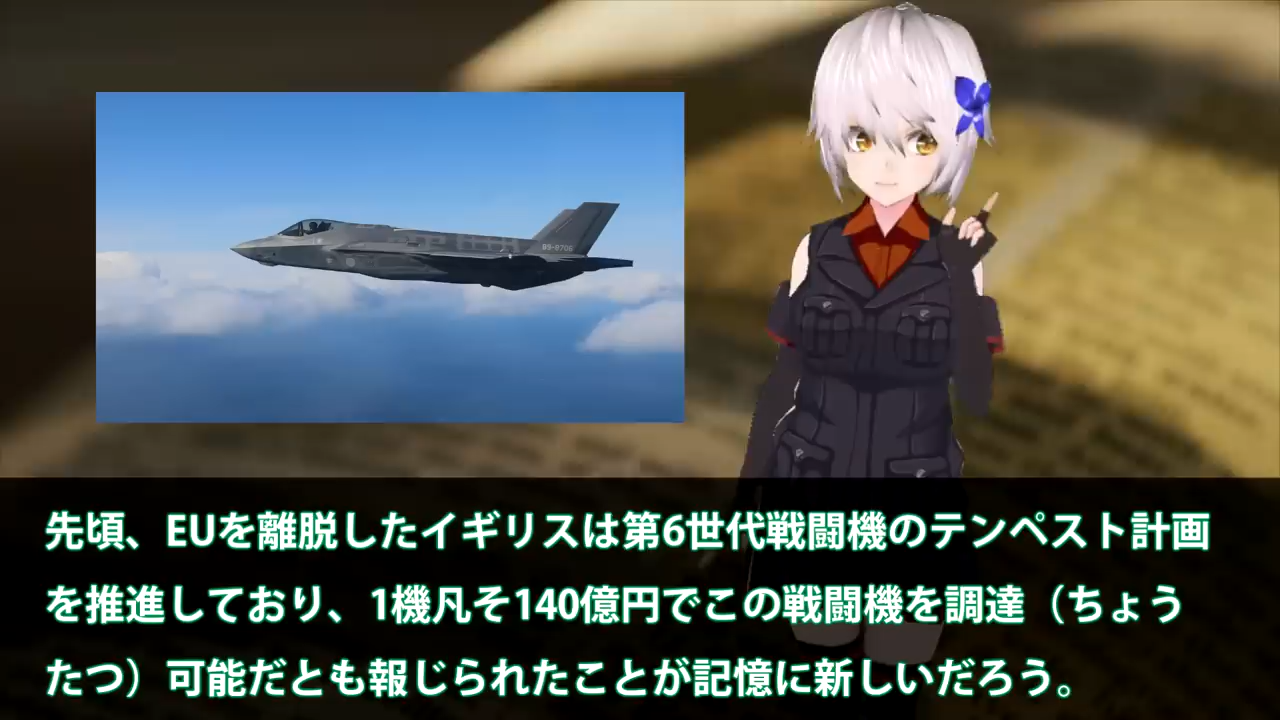 89-8706
先頃、EUを離脱したイギリスは第6世代戦闘機のテンペスト計画
を推進しており、1機凡そ140億円でこの戦闘機を調達（ちょう
たつ）可能だとも報じられたことが記憶に新しいだろう。